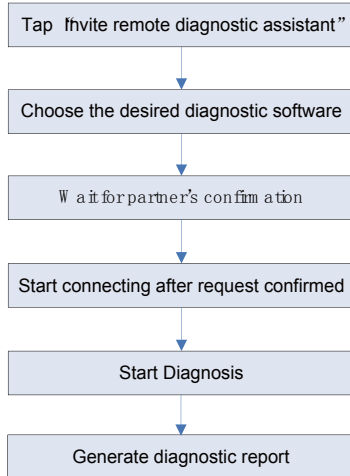 Tap “Invite remote diagnostic assistant”
Choose the desired diagnostic software
Wait for partner’s confirmation
Start connecting after request confirmed
Start Diagnosis
Generate diagnostic report